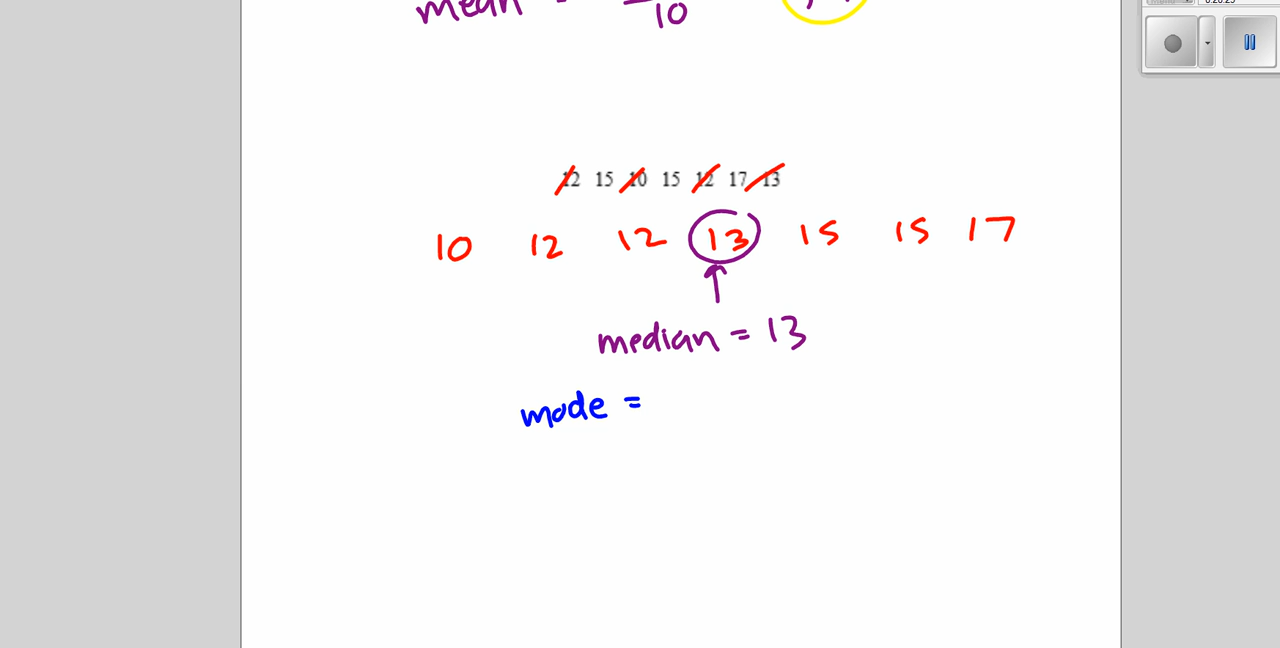 mean =
10
12 15 10 15 12 17 13
10 12 12 13 15 15 17
median = 13
mode =